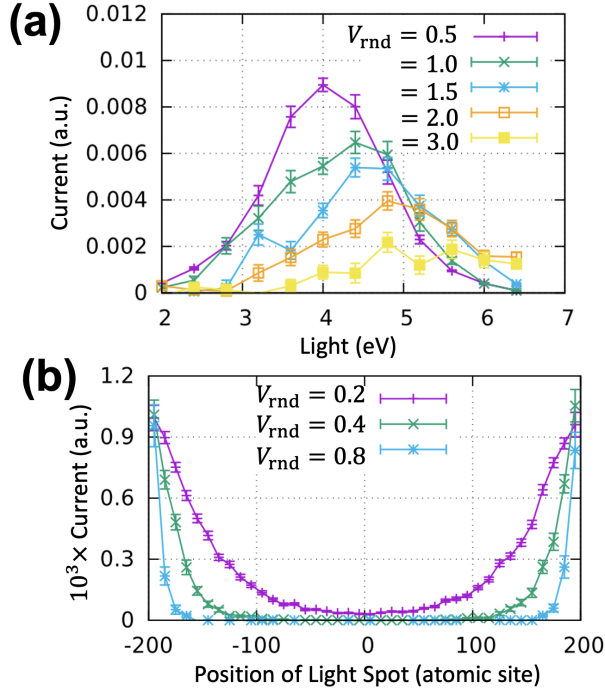 (a)
0.012
0.01
0.008
0.006
0.004
0.002
0
Current (a.u.)
V_rnd = 0.5
= 1.0
= 1.5
= 2.0
= 3.0
2 3 4 5 6 7
Light (eV)
(b)
1.2
0.9
0.6
0.3
0
10³× Current (a.u.)
V_rnd = 0.2
V_rnd = 0.4
V_rnd = 0.8
-200 -100 0 100 200
Position of Light Spot (atomic site)